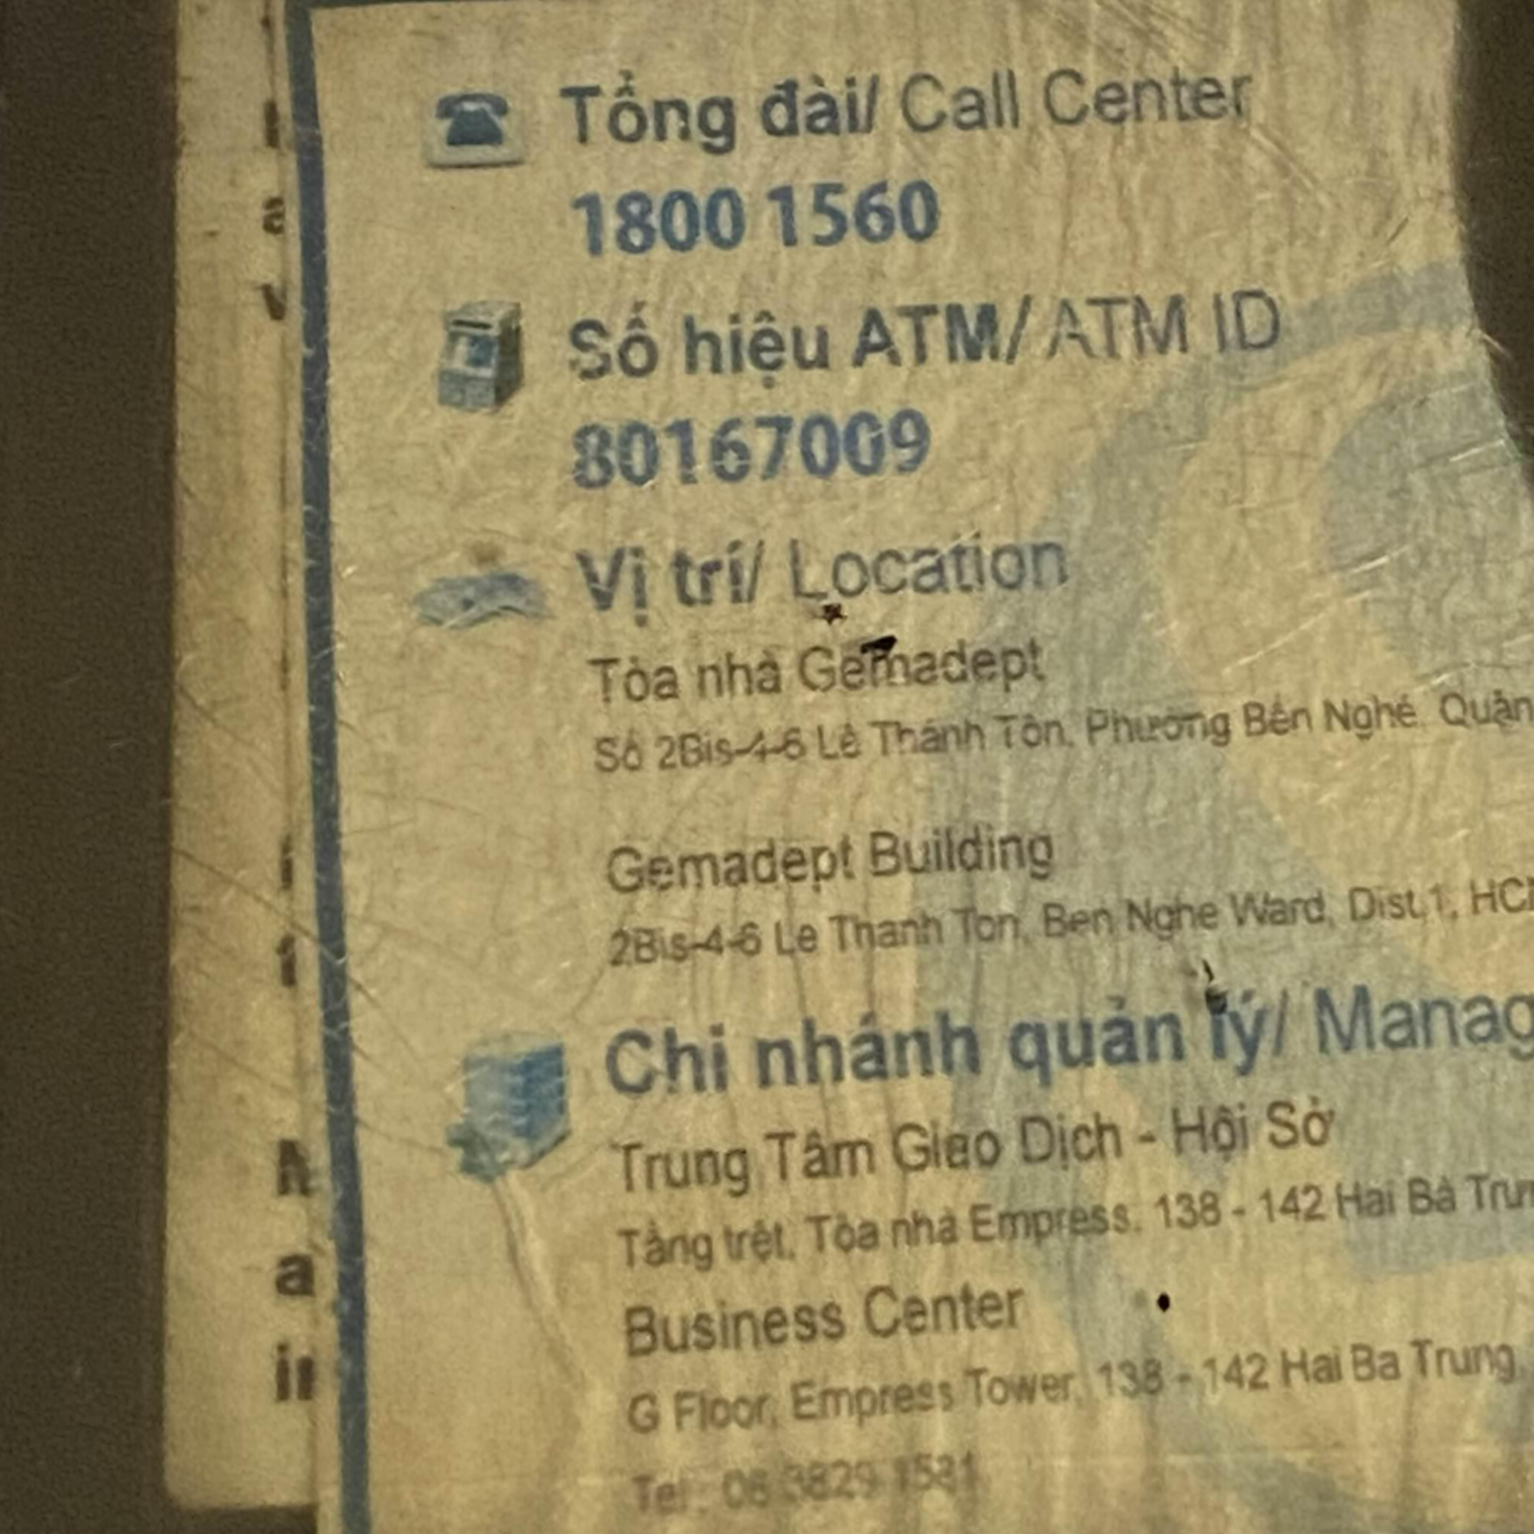 Tổng đài/ Call Center
1800 1560
Số hiệu ATM/ ATM ID
80167009
Vị trí/ Location
Tòa nhà Gemadept
Số 2Bis-4-6 Lê Thánh Tôn, Phường Bến Nghé, Quận
Gemadept Building
2Bis-4-6 Le Thanh Ton, Ben Nghe Ward, Dist.1,
Chi nhánh quản lý/
Trung Tâm Giao Dịch - Hội Sở
Tầng trệt, Tòa nhà Empress, 138 - 142 Hai Bà
Business Center
G Floor, Empress Tower, 138 - 142 Hai Ba Trung,
Tel : 08 3829